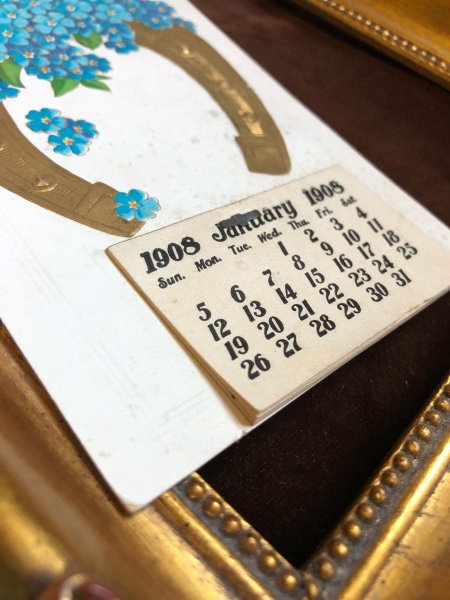 1908 January 1908
Sun. Mon. Tue. Wed. Thu. Fri. Sat.
1 2 3 4
5 6 7 8 9 10 11
12 13 14 15 16 17 18
19 20 21 22 23 24 25
26 27 28 29 30 31